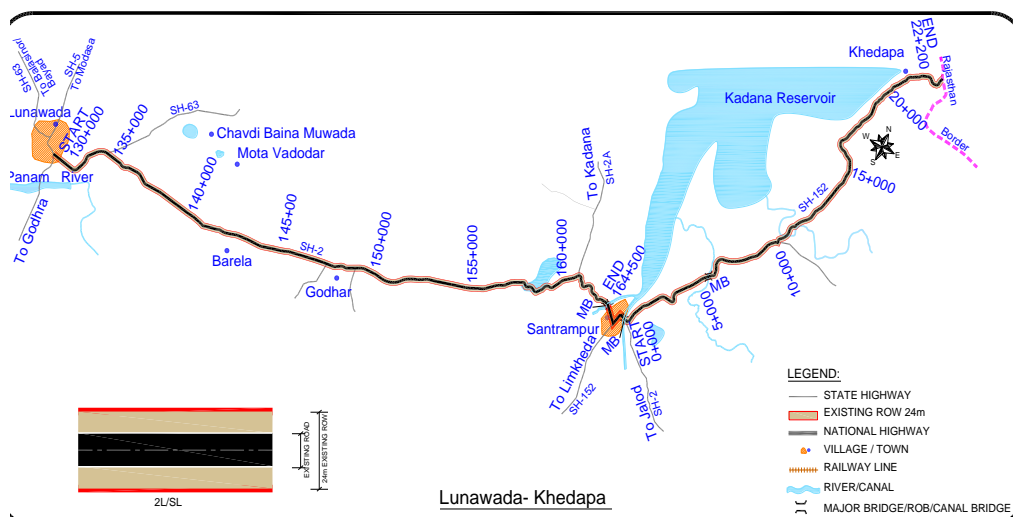 SH-63
To Balasinor/
Bayad
SH-5
To Modasa
Lunawada
START
130+000
135+000
SH-63
Chavdi Baina Muwada
Mota Vadodar
Panam River
To Godhra
140+000
Barela
145+00
SH-2
150+000
Godhar
155+000
160+000
To Kadana
SH-2A
END
164+500
MB
Santrampur
MB
START
0+000
To Limkheda
SH-152
To Jalod
SH-2
5+000
MB
10+000
SH-152
15+000
Kadana Reservoir
20+000
Khedapa
END
22+200
Rajasthan
Border
N
W
E
S
LEGEND:
STATE HIGHWAY
EXISTING ROW 24m
NATIONAL HIGHWAY
VILLAGE / TOWN
RAILWAY LINE
RIVER/CANAL
MAJOR BRIDGE/ROB/CANAL BRIDGE
EXISTING ROAD
24m EXISTING ROW
2L/SL
Lunawada- Khedapa